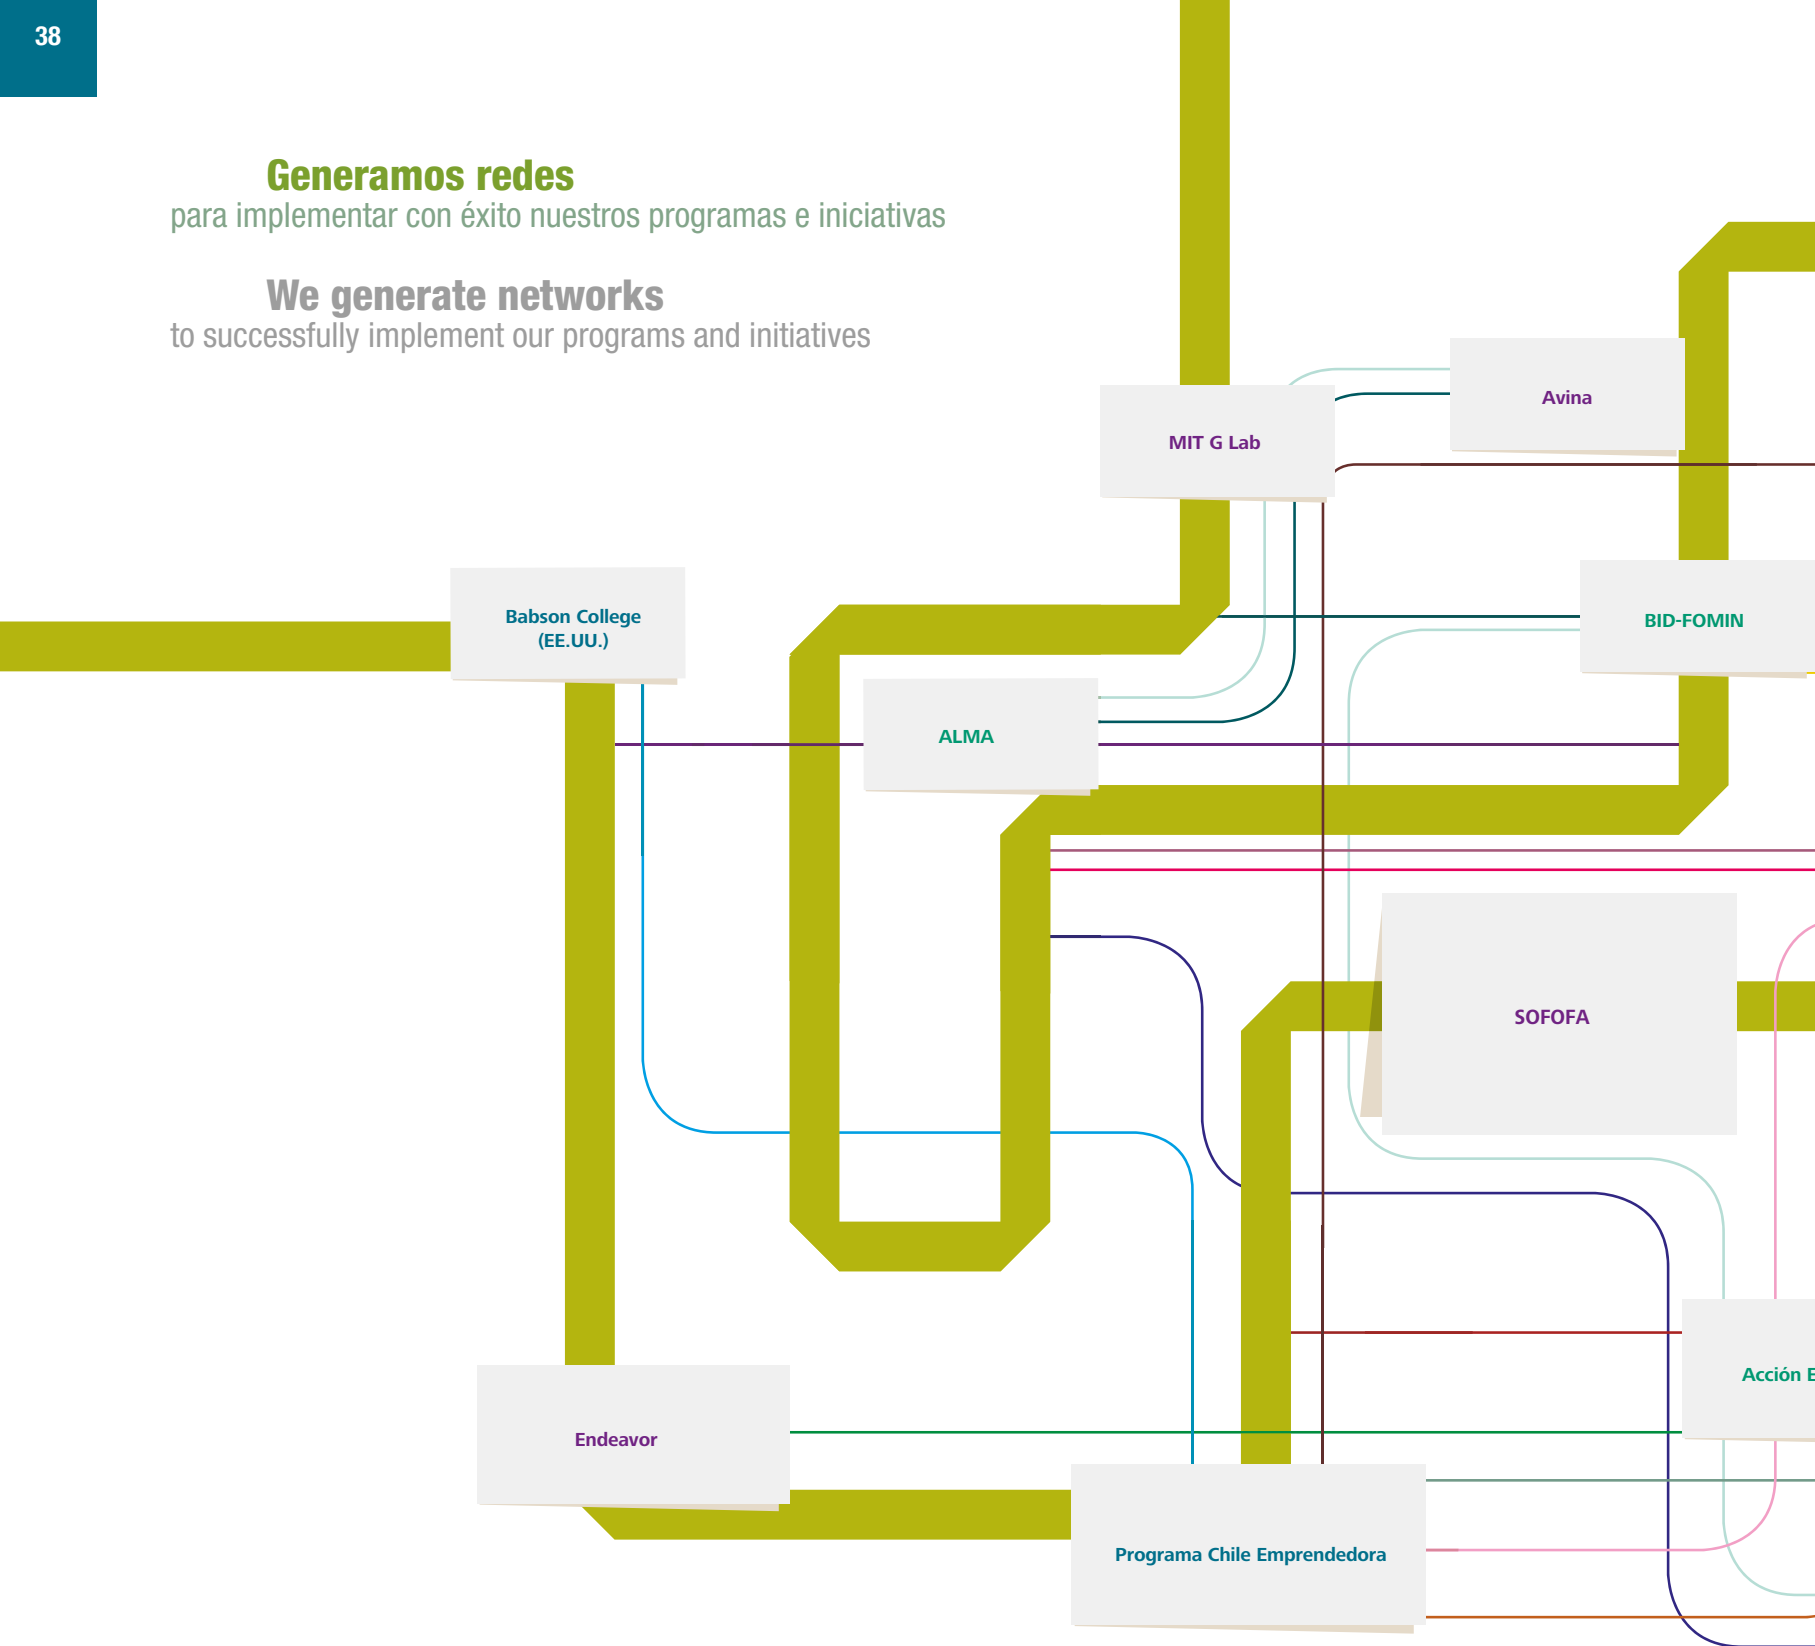 38
Generamos redes
para implementar con éxito nuestros programas e iniciativas
We generate networks
to successfully implement our programs and initiatives
Avina
MIT G Lab
Babson College
(EE.UU.)
BID-FOMIN
ALMA
SOFOFA
Acción E
Endeavor
Programa Chile Emprendedora